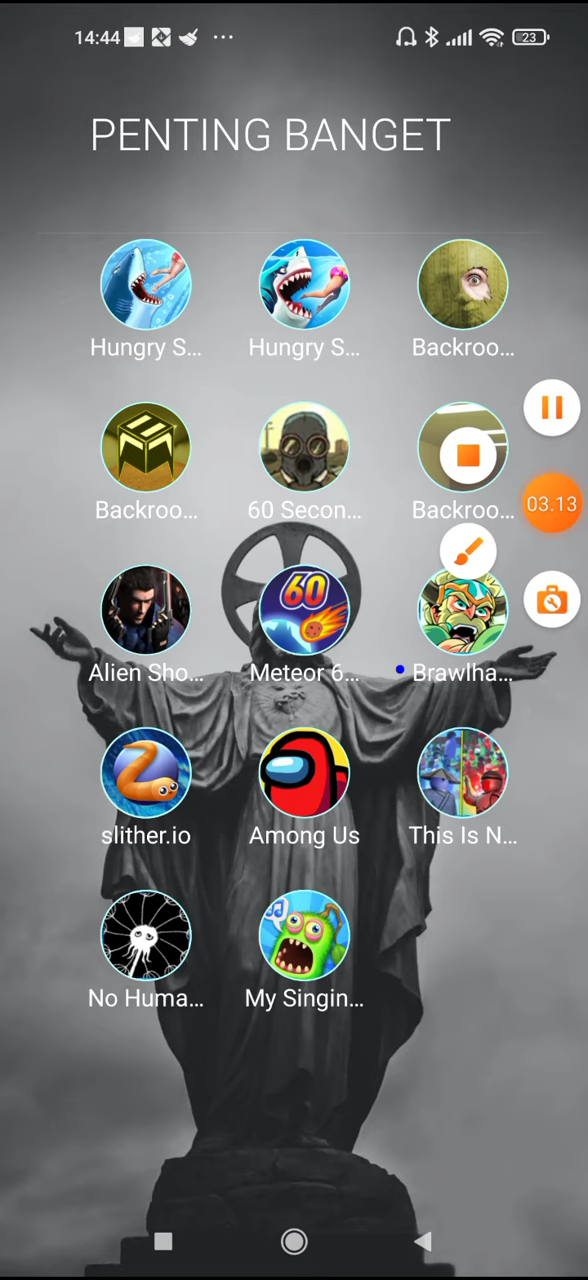 14:44
23
PENTING BANGET
Hungry S...
Hungry S...
Backroo...
Backroo...
60 Secon...
Backroo...
03.13
60
Alien Sho...
Meteor 6...
Brawlha...
slither.io
Among Us
This Is N...
No Huma...
My Singin...